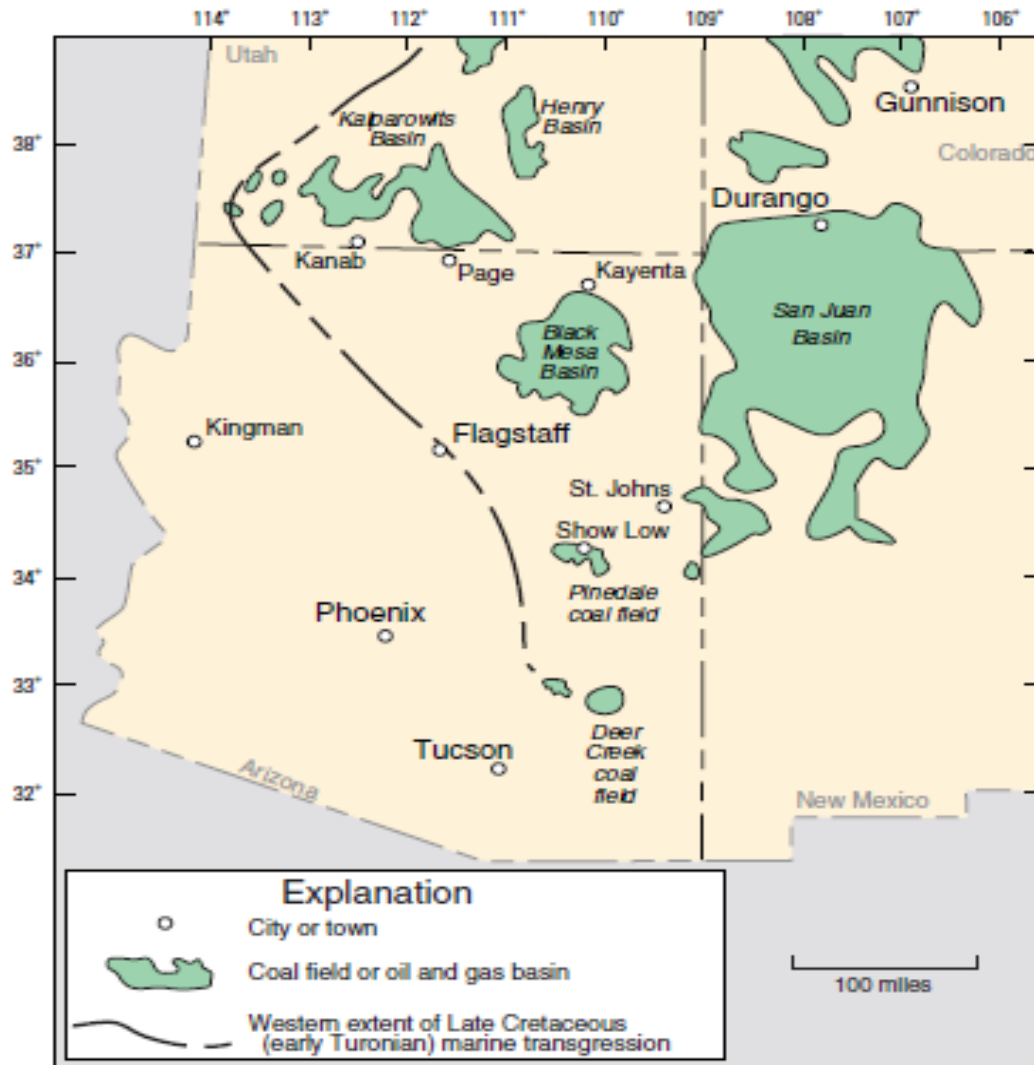 114° 113° 112° 111° 110° 109° 108° 107° 106°
Utah
Gunnison
Henry
Basin
Kaiparowits
Basin
38°
Colorado
Durango
37°
Kanab
Page
Kayenta
San Juan
Basin
Black
Mesa
Basin
36°
Kingman
Flagstaff
35°
St. Johns
Show Low
34°
Pinedale
coal field
Phoenix
33°
Deer
Creek
coal
field
Tucson
Arizona
32°
New Mexico
Explanation
City or town
Coal field or oil and gas basin
Western extent of Late Cretaceous
(early Turonian) marine transgression
100 miles